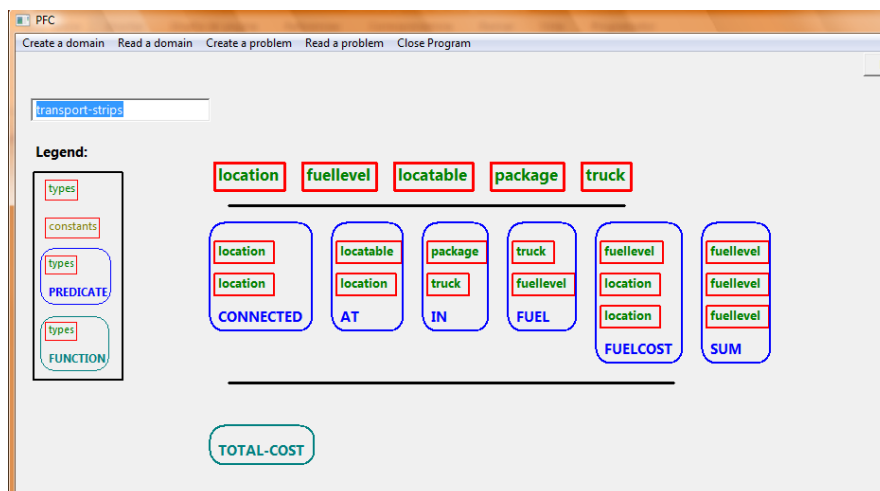 PFC
Create a domain Read a domain Create a problem Read a problem Close Program
transport-strips
Legend:
types
constants
types
PREDICATE
types
FUNCTION
location fuellevel locatable package truck
location
location
CONNECTED
locatable
location
AT
package
truck
IN
truck
fuellevel
FUEL
fuellevel
location
location
FUELCOST
fuellevel
fuellevel
fuellevel
SUM
TOTAL-COST